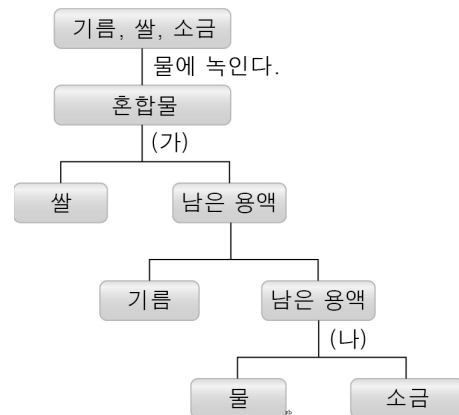 기름, 쌀, 소금
물에 녹인다.
혼합물
(가)
쌀
남은 용액
기름
남은 용액
(나)
물
소금